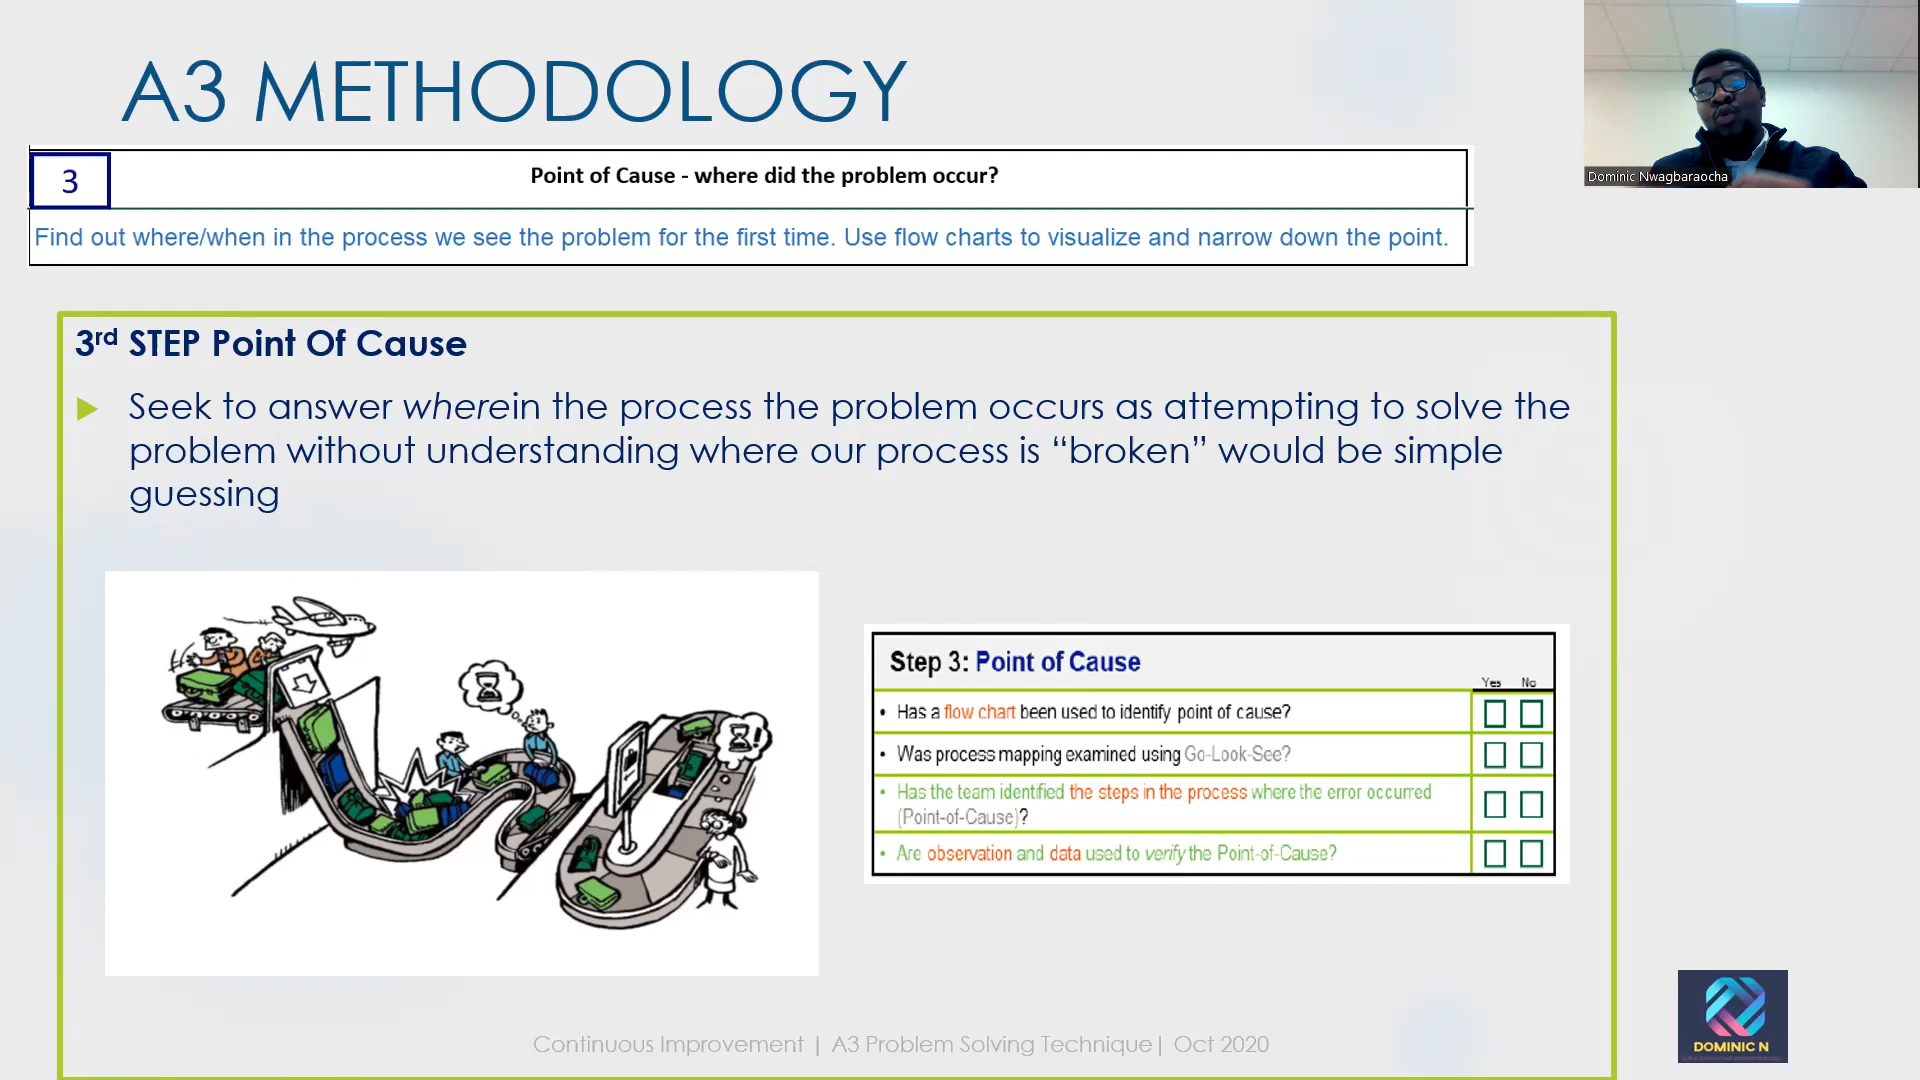 A3 METHODOLOGY
3
Point of Cause - where did the problem occur?
Find out where/when in the process we see the problem for the first time. Use flow charts to visualize and narrow down the point.
Dominic Nwagbaraocha
3rd STEP Point Of Cause
Seek to answer wherein the process the problem occurs as attempting to solve the
problem without understanding where our process is “broken” would be simple
guessing
Step 3: Point of Cause
Yes No
• Has a flow chart been used to identify point of cause?
• Was process mapping examined using Go-Look-See?
• Has the team identified the steps in the process where the error occurred
(Point-of-Cause)?
• Are observation and data used to verify the Point-of-Cause?
Continuous Improvement | A3 Problem Solving Technique| Oct 2020
DOMINIC N